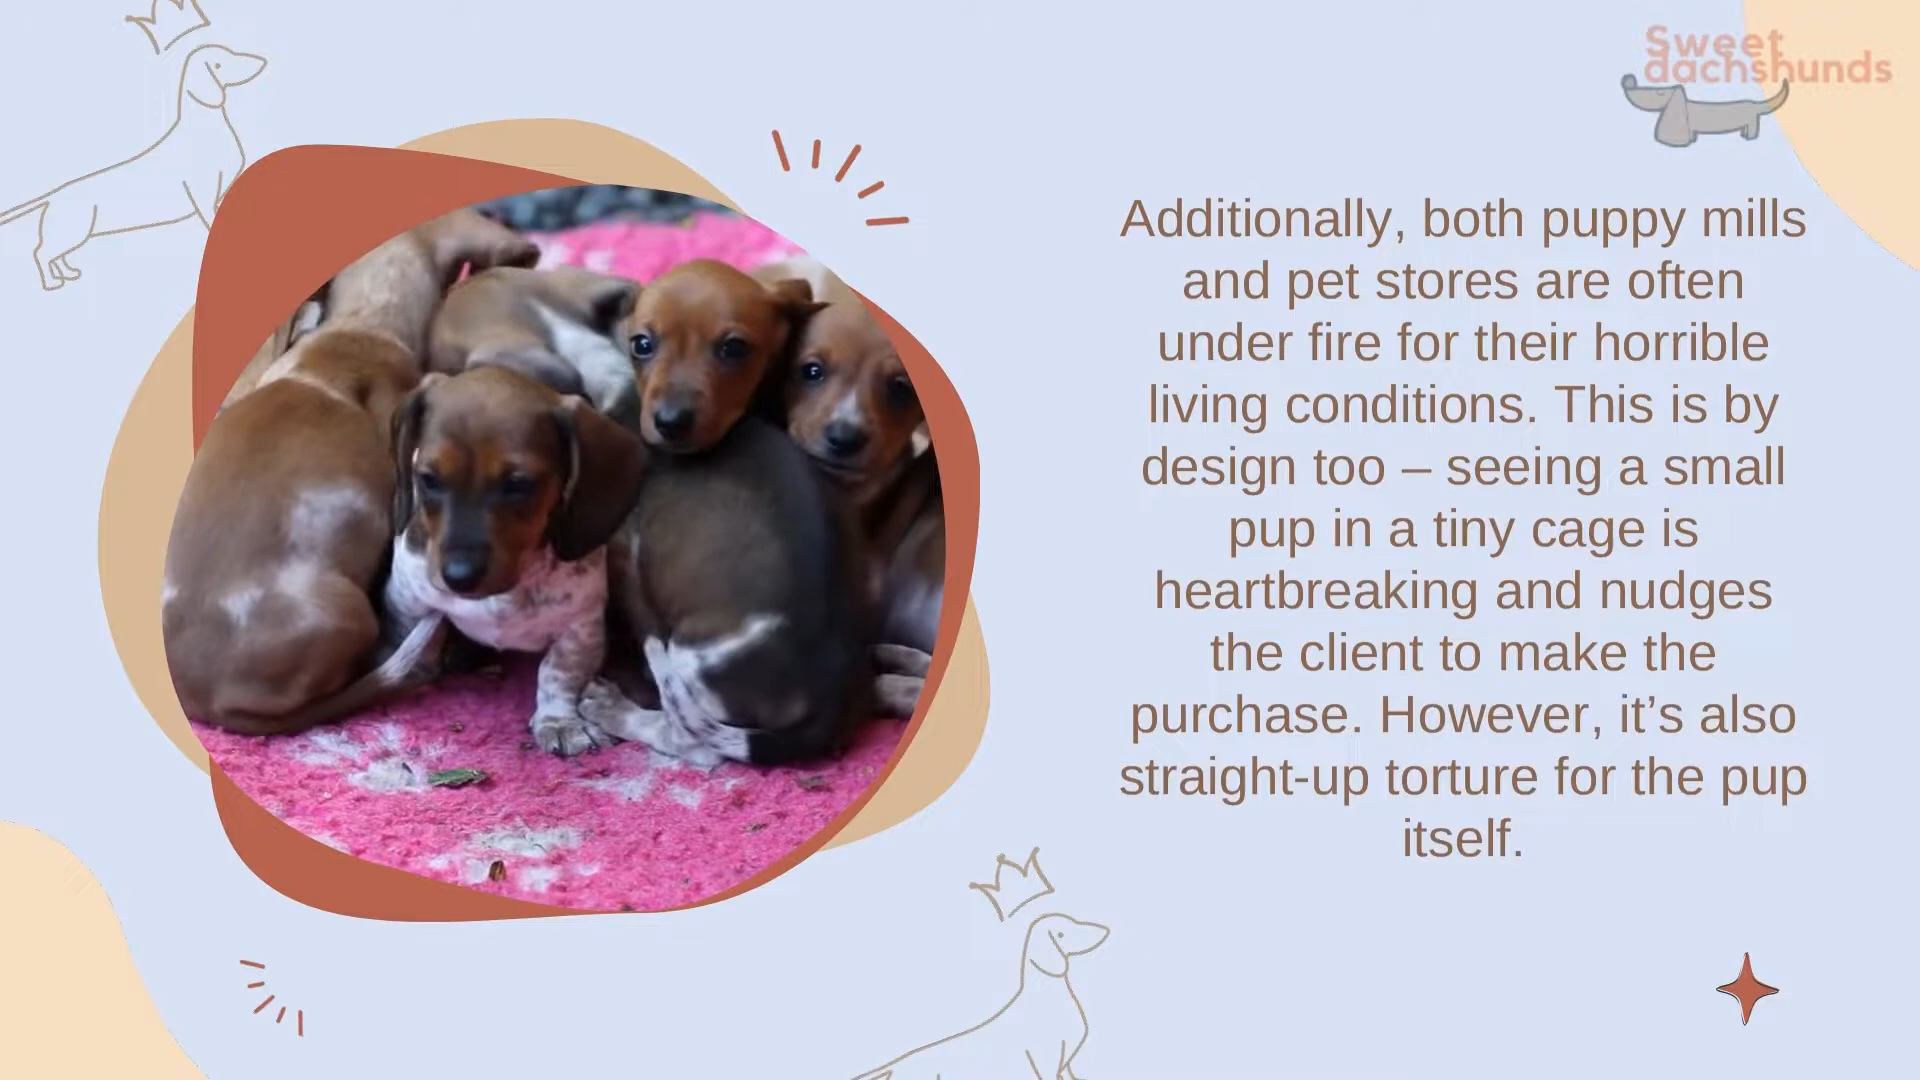 Sweet
dachshunds
Additionally, both puppy mills
and pet stores are often
under fire for their horrible
living conditions. This is by
design too – seeing a small
pup in a tiny cage is
heartbreaking and nudges
the client to make the
purchase. However, it’s also
straight-up torture for the pup
itself.